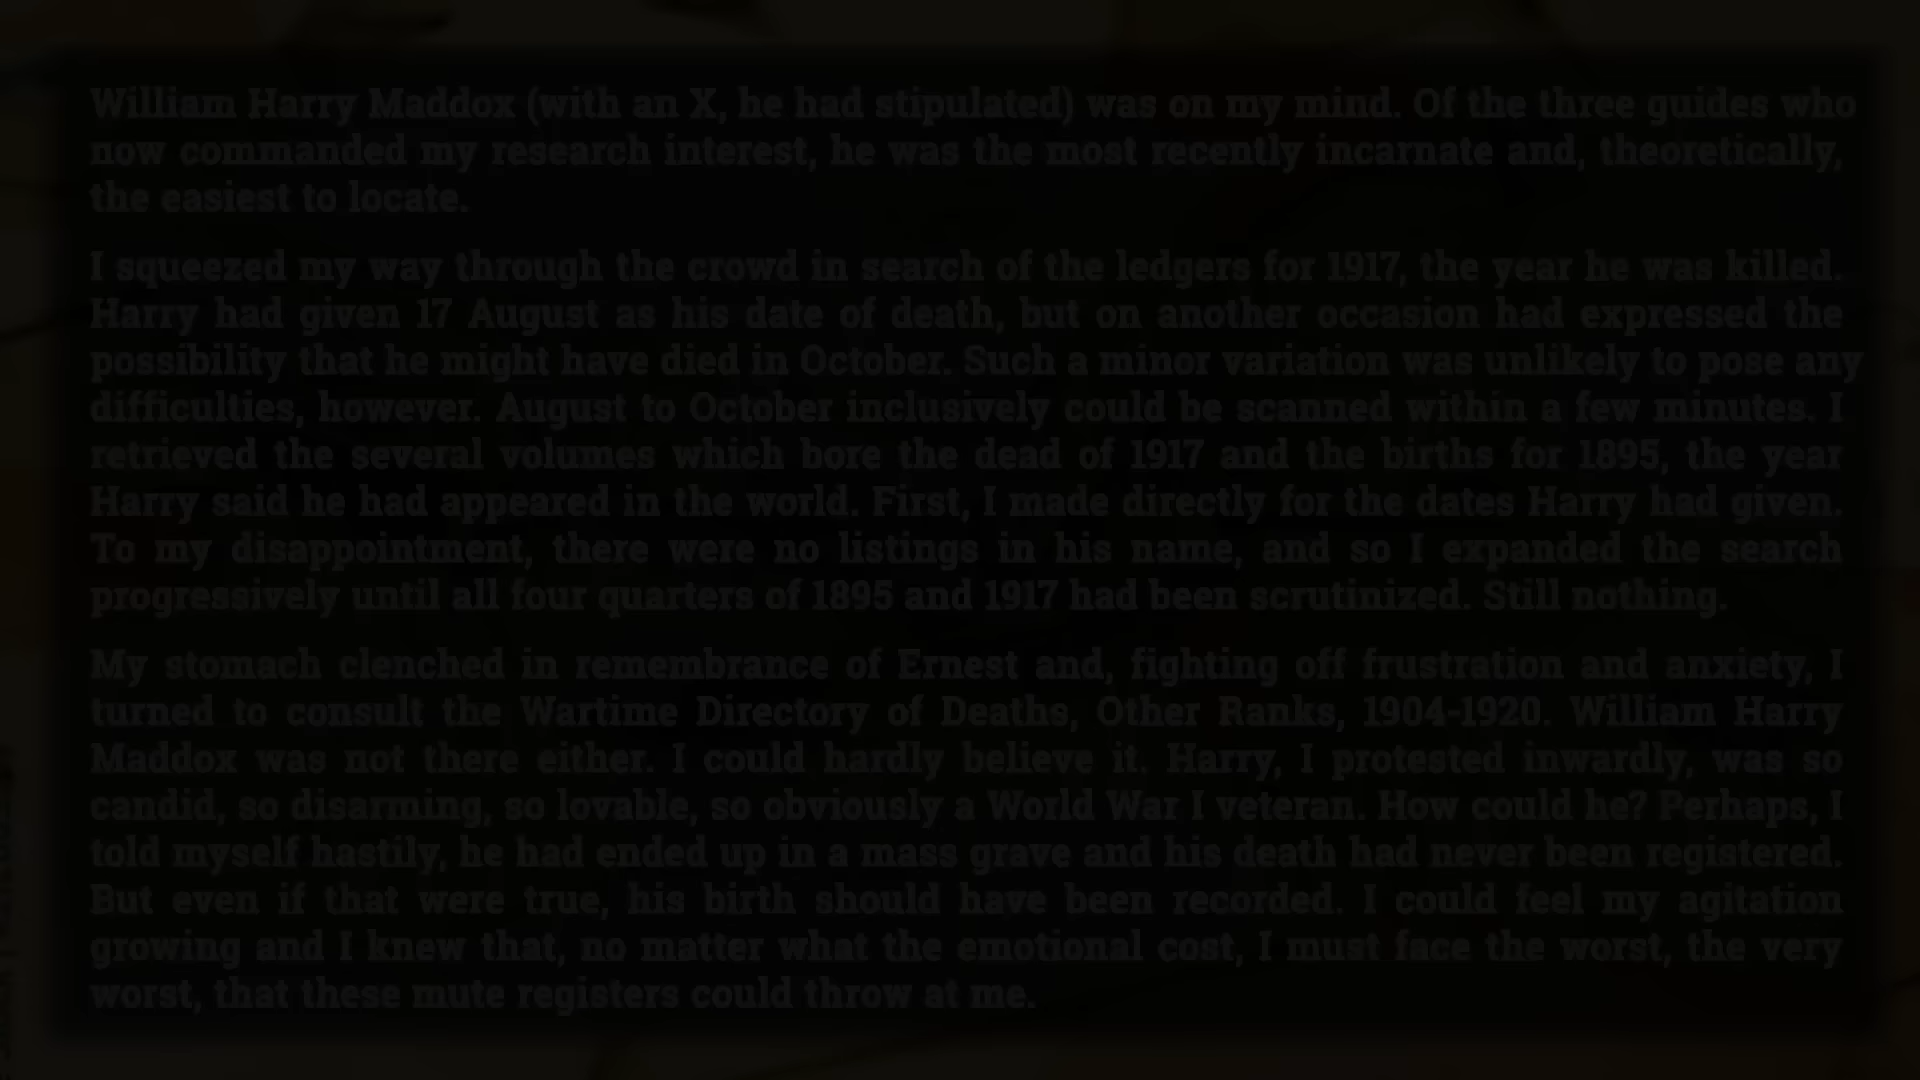 William Harry Maddox (with an X, he had stipulated) was on my mind. Of the three guides who
now commanded my research interest, he was the most recently incarnate and, theoretically,
the easiest to locate.
I squeezed my way through the crowd in search of the ledgers for 1917, the year he was killed.
Harry had given 17 August as his date of death, but on another occasion had expressed the
possibility that he might have died in October. Such a minor variation was unlikely to pose any
difficulties, however. August to October inclusively could be scanned within a few minutes. I
retrieved the several volumes which bore the dead of 1917 and the births for 1895, the year
Harry said he had appeared in the world. First, I made directly for the dates Harry had given.
To my disappointment, there were no listings in his name, and so I expanded the search
progressively until all four quarters of 1895 and 1917 had been scrutinized. Still nothing.
My stomach clenched in remembrance of Ernest and, fighting off frustration and anxiety, I
turned to consult the Wartime Directory of Deaths, Other Ranks, 1904-1920. William Harry
Maddox was not there either. I could hardly believe it. Harry, I protested inwardly, was so
candid, so disarming, so lovable, so obviously a World War I veteran. How could he? Perhaps, I
told myself hastily, he had ended up in a mass grave and his death had never been registered.
But even if that were true, his birth should have been recorded. I could feel my agitation
growing and I knew that, no matter what the emotional cost, I must face the worst, the very
worst, that these mute registers could throw at me.